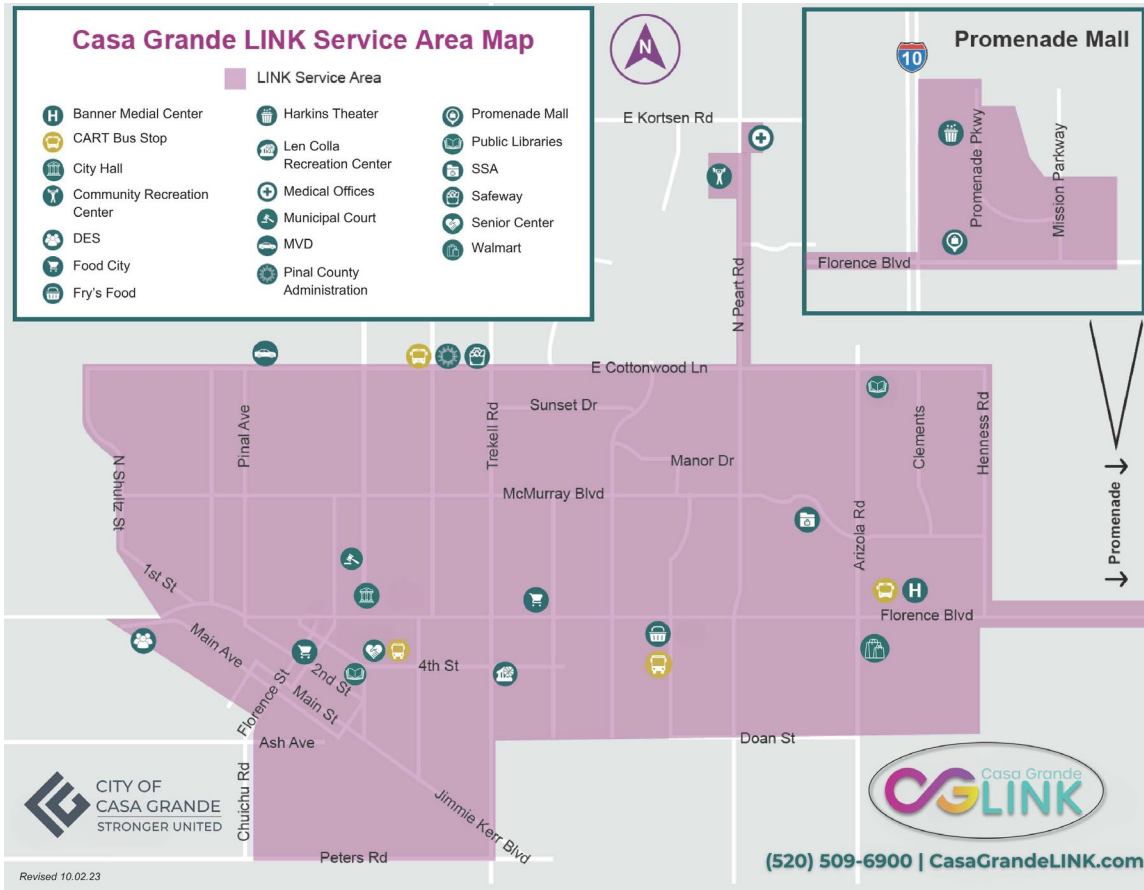 Casa Grande LINK Service Area Map
LINK Service Area
H
Banner Medial Center
CART Bus Stop
City Hall
Community Recreation
Center
DES
Food City
Fry's Food
Harkins Theater
Len Colla
Recreation Center
Medical Offices
Municipal Court
MVD
Pinal County
Administration
Promenade Mall
Public Libraries
SSA
Safeway
Senior Center
Walmart
N
Promenade Mall
10
Promenade Pkwy
Mission Parkway
Florence Blvd
E Kortsen Rd
N Peart Rd
E Cottonwood Ln
Sunset Dr
Pinal Ave
Trekell Rd
Manor Dr
Clements
Henness Rd
N Shultz St
McMurray Blvd
Arizola Rd
Promenade
1st St
H
Florence Blvd
Main Ave
2nd St
4th St
Florence St
Main St
Ash Ave
Doan St
Chuichu Rd
Jimmie Kerr Blvd
Peters Rd
CITY OF
CASA GRANDE
STRONGER UNITED
CG
Casa Grande
LINK
(520) 509-6900 | CasaGrandeLINK.com
Revised 10.02.23